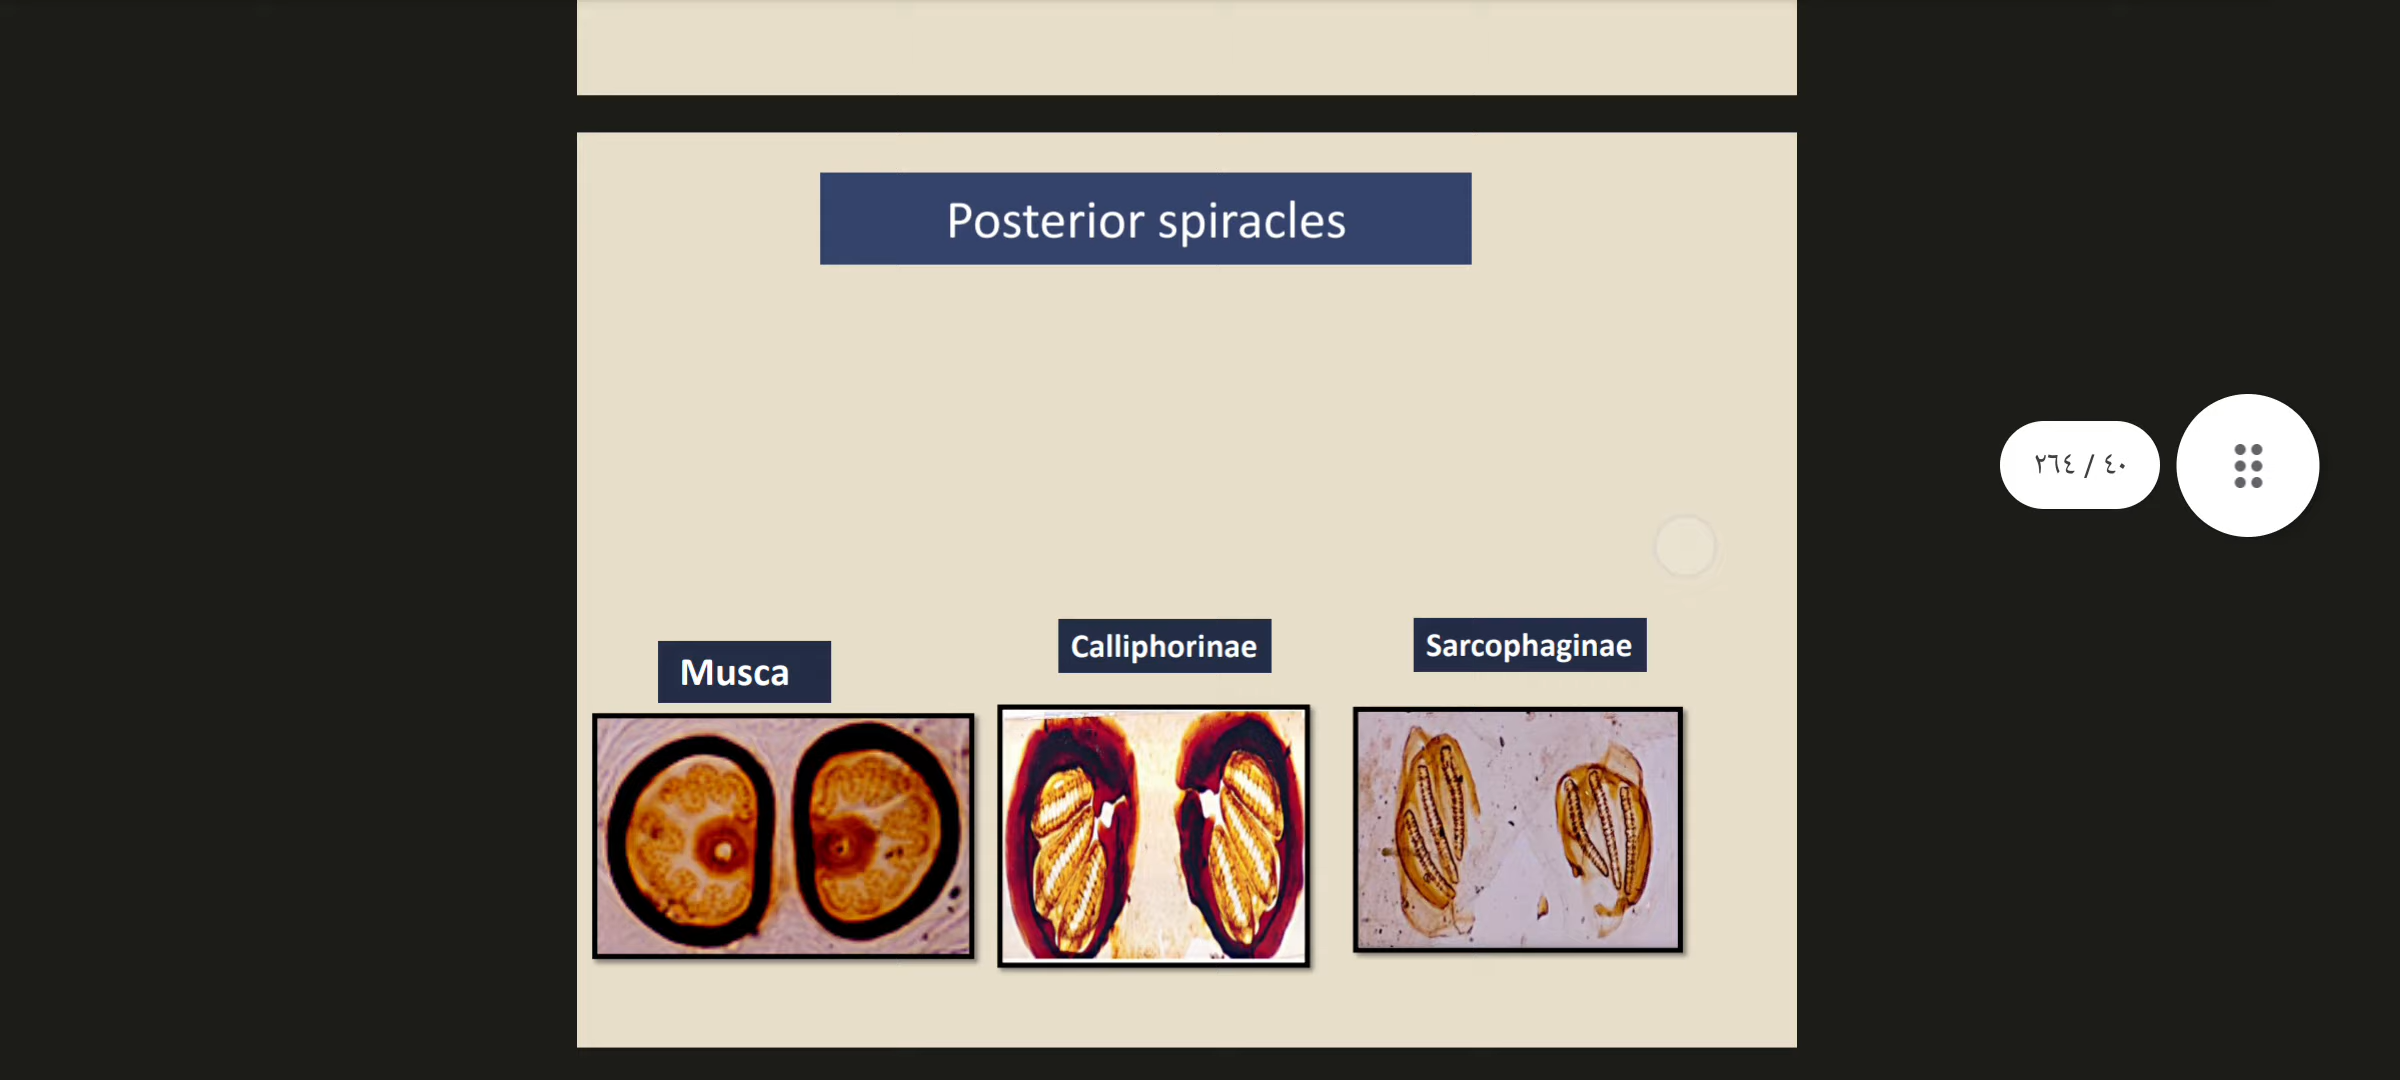 Posterior spiracles
٢٦٤ / ٤٠
Musca
Calliphorinae
Sarcophaginae